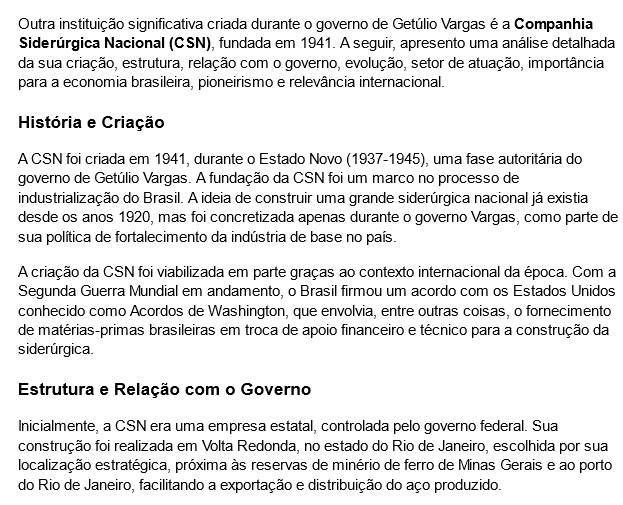 Outra instituição significativa criada durante o governo de Getúlio Vargas é a Companhia
Siderúrgica Nacional (CSN), fundada em 1941. A seguir, apresento uma análise detalhada
da sua criação, estrutura, relação com o governo, evolução, setor de atuação, importância
para a economia brasileira, pioneirismo e relevância internacional.
História e Criação
A CSN foi criada em 1941, durante o Estado Novo (1937-1945), uma fase autoritária do
governo de Getúlio Vargas. A fundação da CSN foi um marco no processo de
industrialização do Brasil. A ideia de construir uma grande siderúrgica nacional já existia
desde os anos 1920, mas foi concretizada apenas durante o governo Vargas, como parte de
sua política de fortalecimento da indústria de base no país.
A criação da CSN foi viabilizada em parte graças ao contexto internacional da época. Com a
Segunda Guerra Mundial em andamento, o Brasil firmou um acordo com os Estados Unidos
conhecido como Acordos de Washington, que envolvia, entre outras coisas, o fornecimento
de matérias-primas brasileiras em troca de apoio financeiro e técnico para a construção da
siderúrgica.
Estrutura e Relação com o Governo
Inicialmente, a CSN era uma empresa estatal, controlada pelo governo federal. Sua
construção foi realizada em Volta Redonda, no estado do Rio de Janeiro, escolhida por sua
localização estratégica, próxima às reservas de minério de ferro de Minas Gerais e ao porto
do Rio de Janeiro, facilitando a exportação e distribuição do aço produzido.